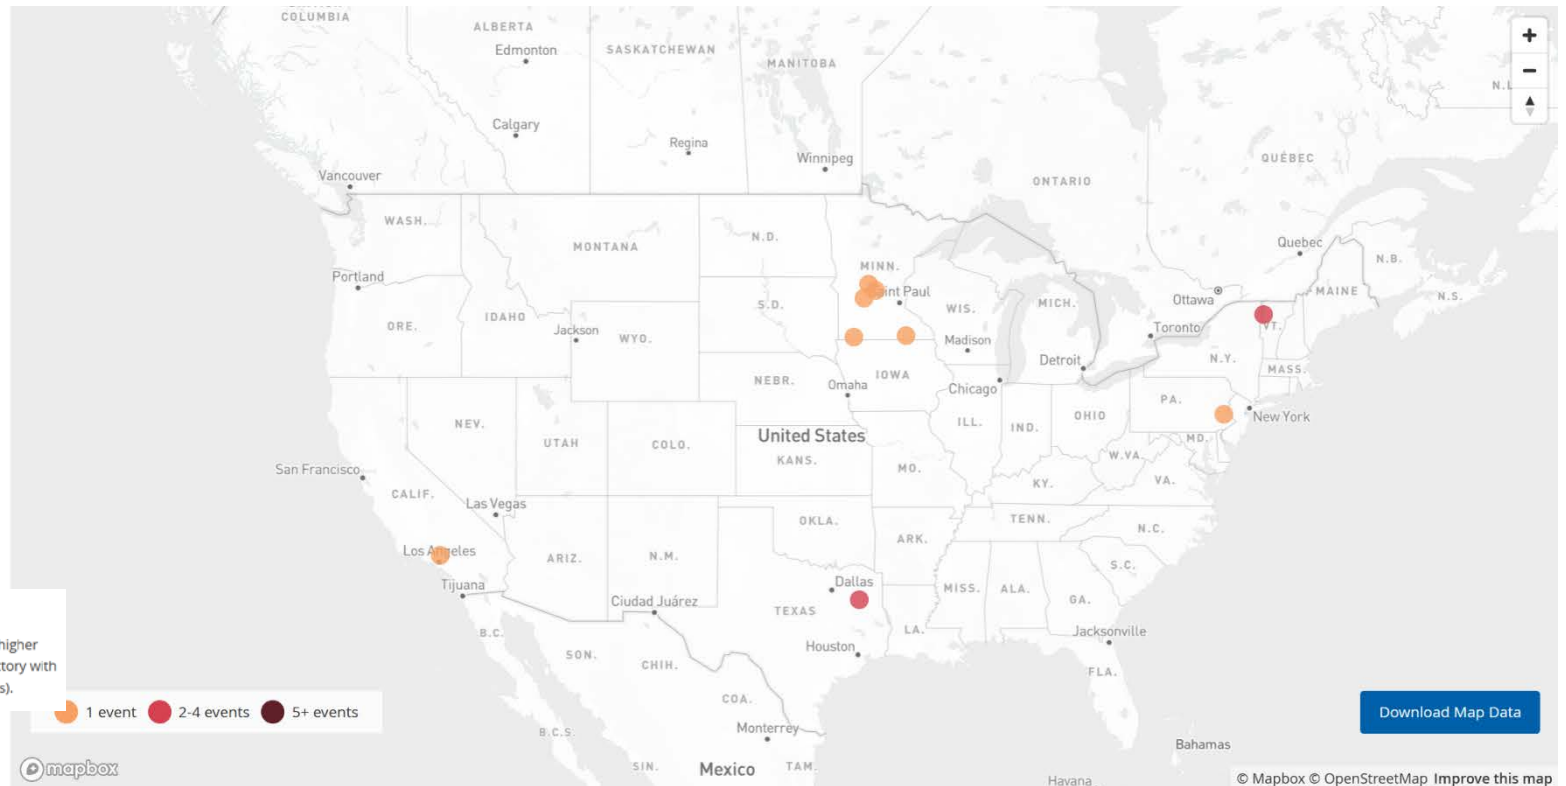 COLUMBIA
ALBERTA
Edmonton
SASKATCHEWAN
MANITOBA
Calgary
Regina
Winnipeg
Vancouver
ONTARIO
QUÉBEC
N.L
WASH.
MONTANA
N.D.
MINN.
Quebec
N.B.
Portland
Ottawa
MAINE
N.S.
ORE.
IDAHO
Jackson
WYO.
S.D.
int Paul
WIS.
Madison
MICH.
Toronto
VT.
N.Y.
MASS.
Detroit
NEBR.
Omaha
IOWA
Chicago
PA.
New York
NEV.
UTAH
COLO.
United States
KANS.
MO.
ILL.
IND.
OHIO
MD.
W.VA.
VA.
KY.
San Francisco
CALIF.
Las Vegas
Los Angeles
ARIZ.
N.M.
OKLA.
ARK.
TENN.
N.C.
S.C.
Tijuana
Ciudad Juárez
Dallas
TEXAS
MISS.
ALA.
GA.
LA.
Jacksonville
Houston
B.C.
SON.
CHIH.
FLA.
higher
tory with
s).
COA.
1 event
2-4 events
5+ events
Download Map Data
B.C.S.
Monterrey
Bahamas
mapbox
SIN.
Mexico
TAM.
Havana
© Mapbox © OpenStreetMap Improve this map